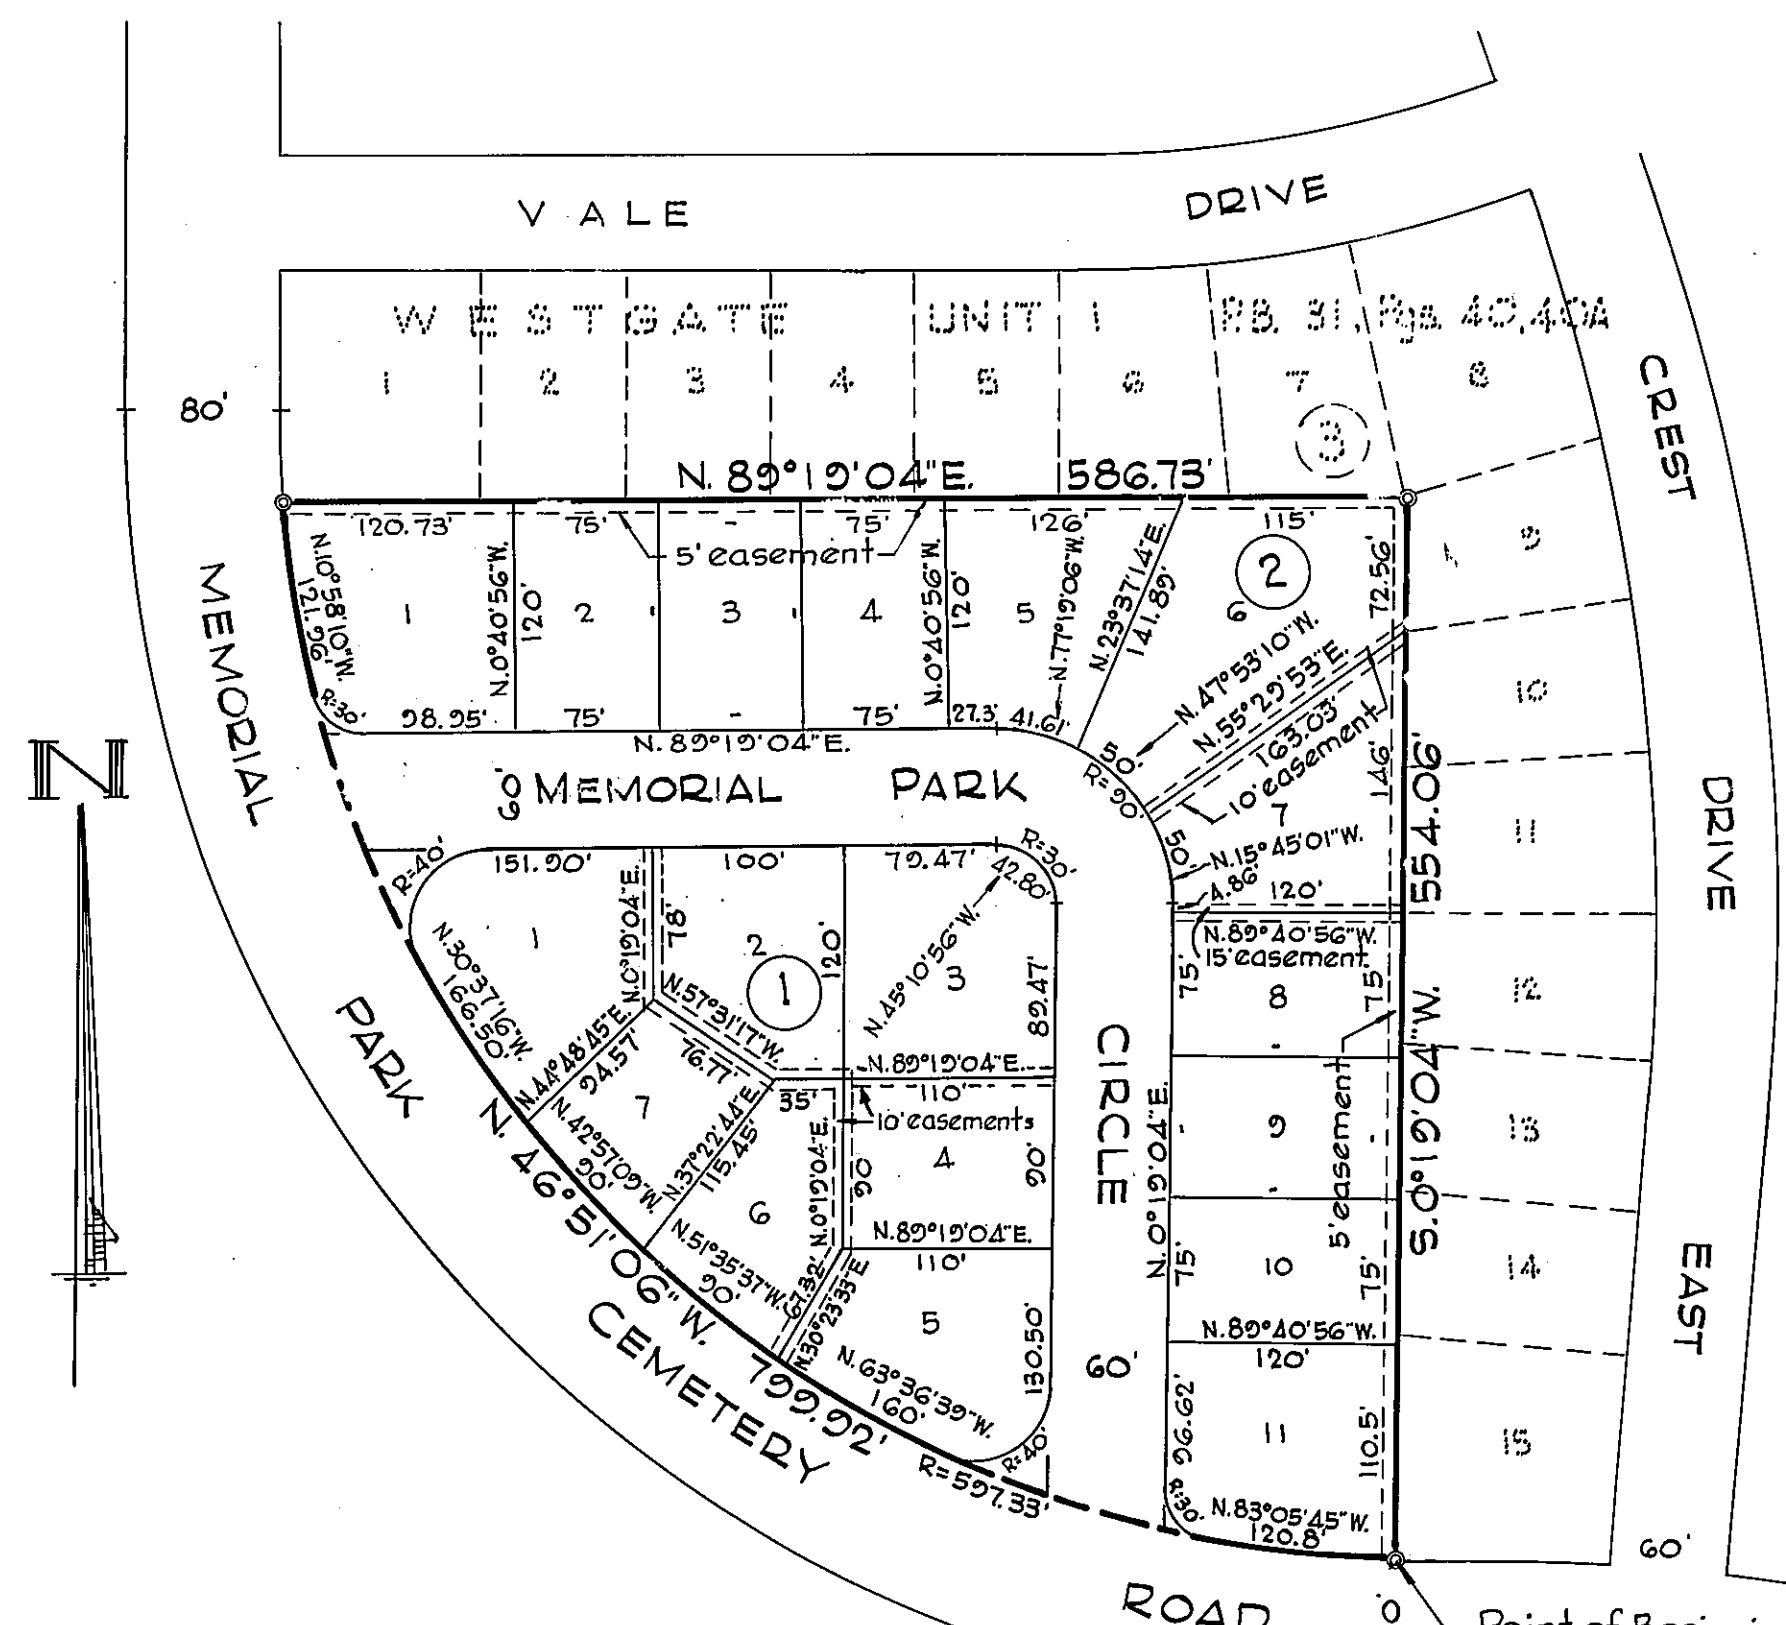 VALE DRIVE
WESTGATE UNIT 1 P.B. 31, Pgs. 40,40A
1 2 3 4 5 6 7 8
3
80'
CREST
N. 89°19'04"E. 586.73'
120.73' 75' - 75' 126' 115'
5' easement
2
9
N.10°58'10"W.
121.96'
1
N.0°40'56"W.
120'
2
3
4
N.0°40'56"W.
120'
5
N.77°19'06"W.
N.23°37'14"E.
141.89'
6
72.56'
N.47°53'10"W.
N.55°29'53"E.
163.03'
10' easement
R=30'
98.95' 75' - 75' 27.3' 41.61'
50'
R=90'
N. 89°19'04"E.
10
146'
MEMORIAL
N
60' MEMORIAL PARK
7
50'
N.15°45'01"W.
4.86'
120'
N.89°40'56"W.
15' easement
11
DRIVE
S.0°19'04"W. 554.06'
R=40'
151.90' 100' 79.47'
R=30'
42.80'
1
N.0°19'04"E.
78'
2
120'
1
N.45°10'56"W.
3
89.47'
N.30°37'16"W.
166.50'
N.57°31'17"W.
76.77'
N.44°48'45"E.
94.57'
N.89°19'04"E.
110'
10' easements
75'
8
75'
12
PARK
CIRCLE
7
N.42°57'09"W.
90'
N.37°22'44"E.
115.45'
35'
N.0°19'04"E.
90'
4
90'
N.0°19'04"E.
9
5' easement
13
6
N.51°35'37"W.
90'
N.89°19'04"E.
110'
67.32'
N.30°23'33"E.
5
130.50'
60'
75'
10
75'
14
EAST
N. 46°51'06" W. 799.92'
R=597.33'
N.63°36'39"W.
160'
R=40'
N.89°40'56"W.
120'
96.62'
11
110.5'
15
CEMETERY
R=30'
N.83°05'45"W.
120.8'
60'
ROAD
Point of